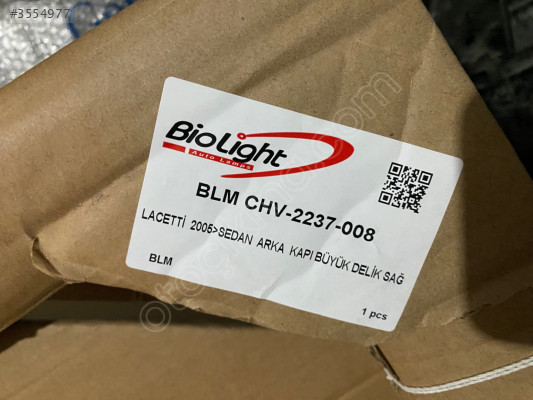 #3554977
BioLight
Auto Lamps
BLM CHV-2237-008
LACETTİ 2005>SEDAN ARKA KAPI BÜYÜK DELİK SAĞ
BLM
1 pcs